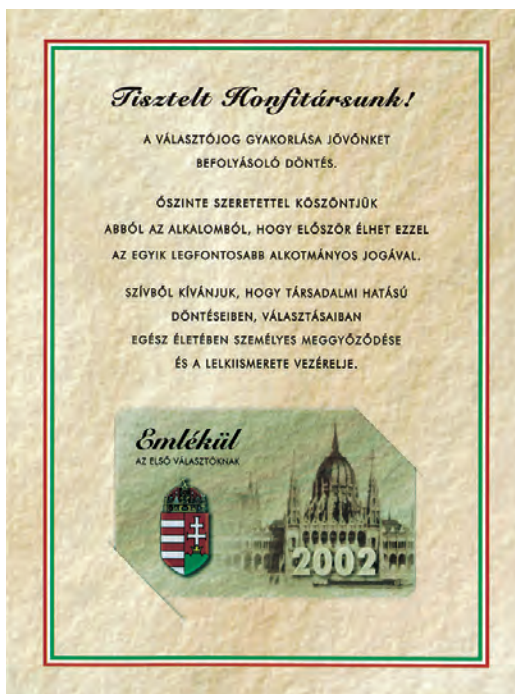 Tisztelt Honfitársunk!
A VÁLASZTÓJOG GYAKORLÁSA JÖVŐNKET
BEFOLYÁSOLÓ DÖNTÉS.
ŐSZINTE SZERETETTEL KÖSZÖNTJÜK
ABBÓL AZ ALKALOMBÓL, HOGY ELŐSZÖR ÉLHET EZZEL
AZ EGYIK LEGFONTOSABB ALKOTMÁNYOS JOGÁVAL.
SZÍVBŐL KÍVÁNJUK, HOGY TÁRSADALMI HATÁSÚ
DÖNTÉSEIBEN, VÁLASZTÁSAIBAN
EGÉSZ ÉLETÉBEN SZEMÉLYES MEGGYŐZŐDÉSE
ÉS A LELKIISMERETE VEZÉRELJE.
Emlékül
AZ ELSŐ VÁLASZTÓKNAK
2002